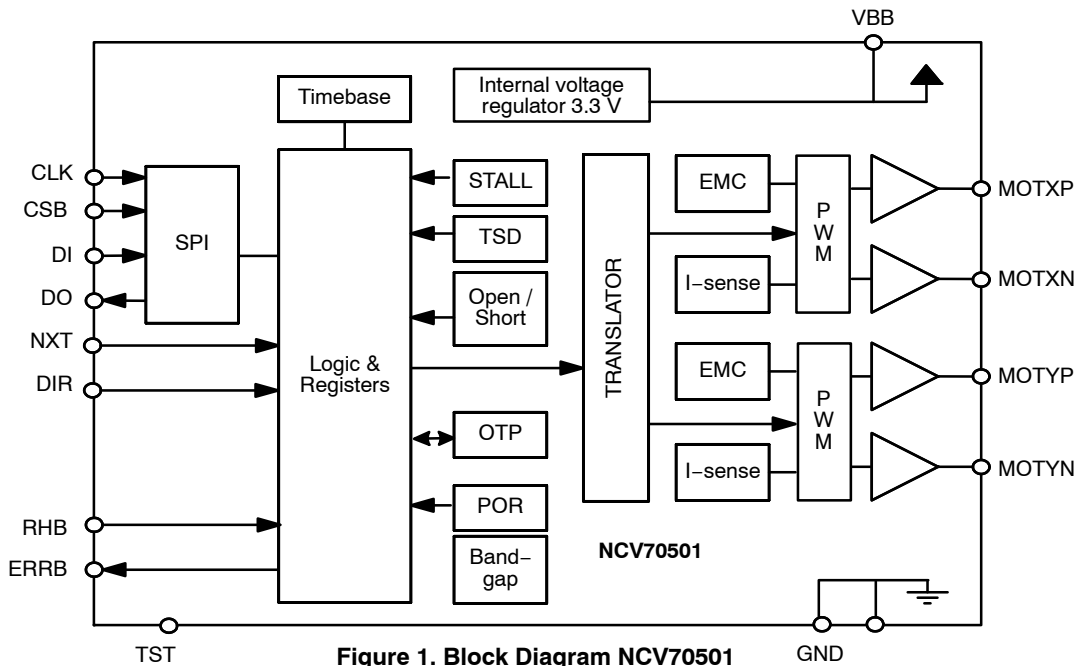 VBB
Timebase
Internal voltage
regulator 3.3 V
CLK
CSB
DI
DO
NXT
DIR
RHB
ERRB
SPI
Logic &
Registers
STALL
TSD
Open /
Short
OTP
POR
Band−
gap
TRANSLATOR
EMC
I−sense
P
W
M
EMC
I−sense
P
W
M
MOTXP
MOTXN
MOTYP
MOTYN
NCV70501
TST
GND
Figure 1. Block Diagram NCV70501